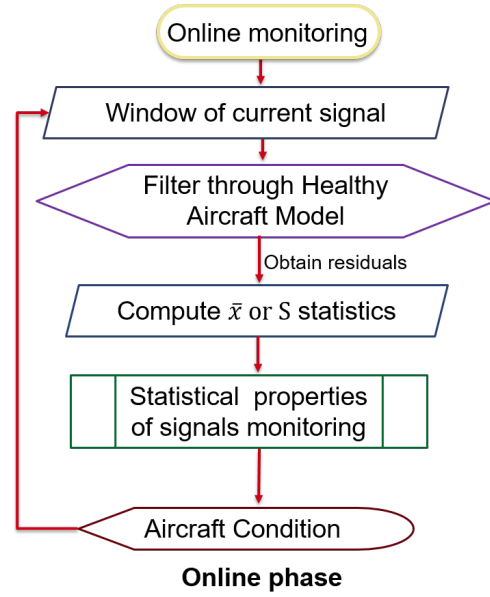 Online monitoring
Window of current signal
Filter through Healthy
Aircraft Model
Obtain residuals
Compute x̄ or S statistics
Statistical properties
of signals monitoring
Aircraft Condition
Online phase